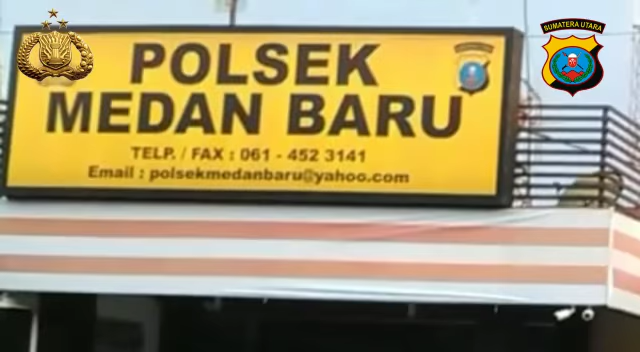 SUMATERA UTARA
POLSEK
MEDAN BARU
TELP. / FAX : 061 - 452 3141
Email : polsekmedanbaru@yahoo.com